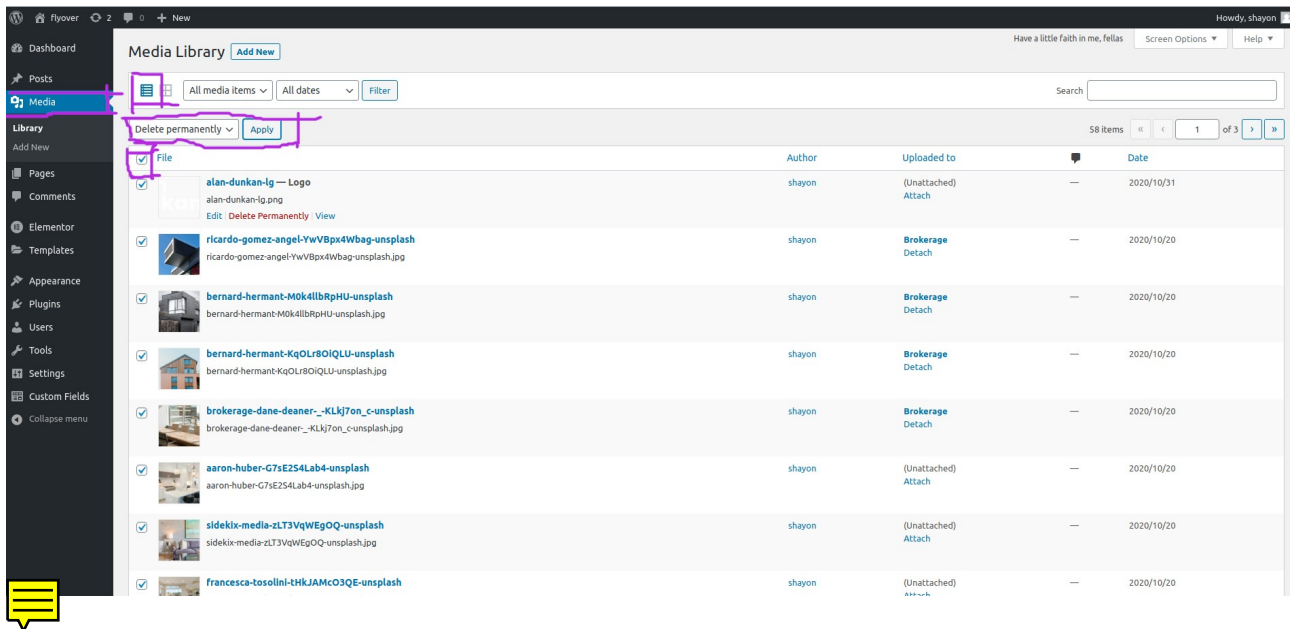 flyover 2 0 + New
Howdy, shayon
Dashboard
Posts
Media
Library
Add New
Pages
Comments
Elementor
Templates
Appearance
Plugins
Users
Tools
Settings
Custom Fields
Collapse menu
Have a little faith in me, fellas
Screen Options ▼
Help ▼
Media Library Add New
All media items All dates Filter
Search
Delete permanently Apply
58 items « ‹ 1 of 3 › »
File Author Uploaded to Date
alan-dunkan-lg — Logo shayon (Unattached) — 2020/10/31
alan-dunkan-lg.png Attach
Edit | Delete Permanently | View
ricardo-gomez-angel-YwVBpx4Wbag-unsplash shayon Brokerage — 2020/10/20
ricardo-gomez-angel-YwVBpx4Wbag-unsplash.jpg Detach
bernard-hermant-M0k4llbRpHU-unsplash shayon Brokerage — 2020/10/20
bernard-hermant-M0k4llbRpHU-unsplash.jpg Detach
bernard-hermant-KqOLr8OiQLU-unsplash shayon Brokerage — 2020/10/20
bernard-hermant-KqOLr8OiQLU-unsplash.jpg Detach
brokerage-dane-deaner-_-KLkj7on_c-unsplash shayon Brokerage — 2020/10/20
brokerage-dane-deaner-_-KLkj7on_c-unsplash.jpg Detach
aaron-huber-G7sE2S4Lab4-unsplash shayon (Unattached) — 2020/10/20
aaron-huber-G7sE2S4Lab4-unsplash.jpg Attach
sidekix-media-zLT3VqWEgOQ-unsplash shayon (Unattached) — 2020/10/20
sidekix-media-zLT3VqWEgOQ-unsplash.jpg Attach
francesca-tosolini-tHkJAMcO3QE-unsplash shayon (Unattached) — 2020/10/20